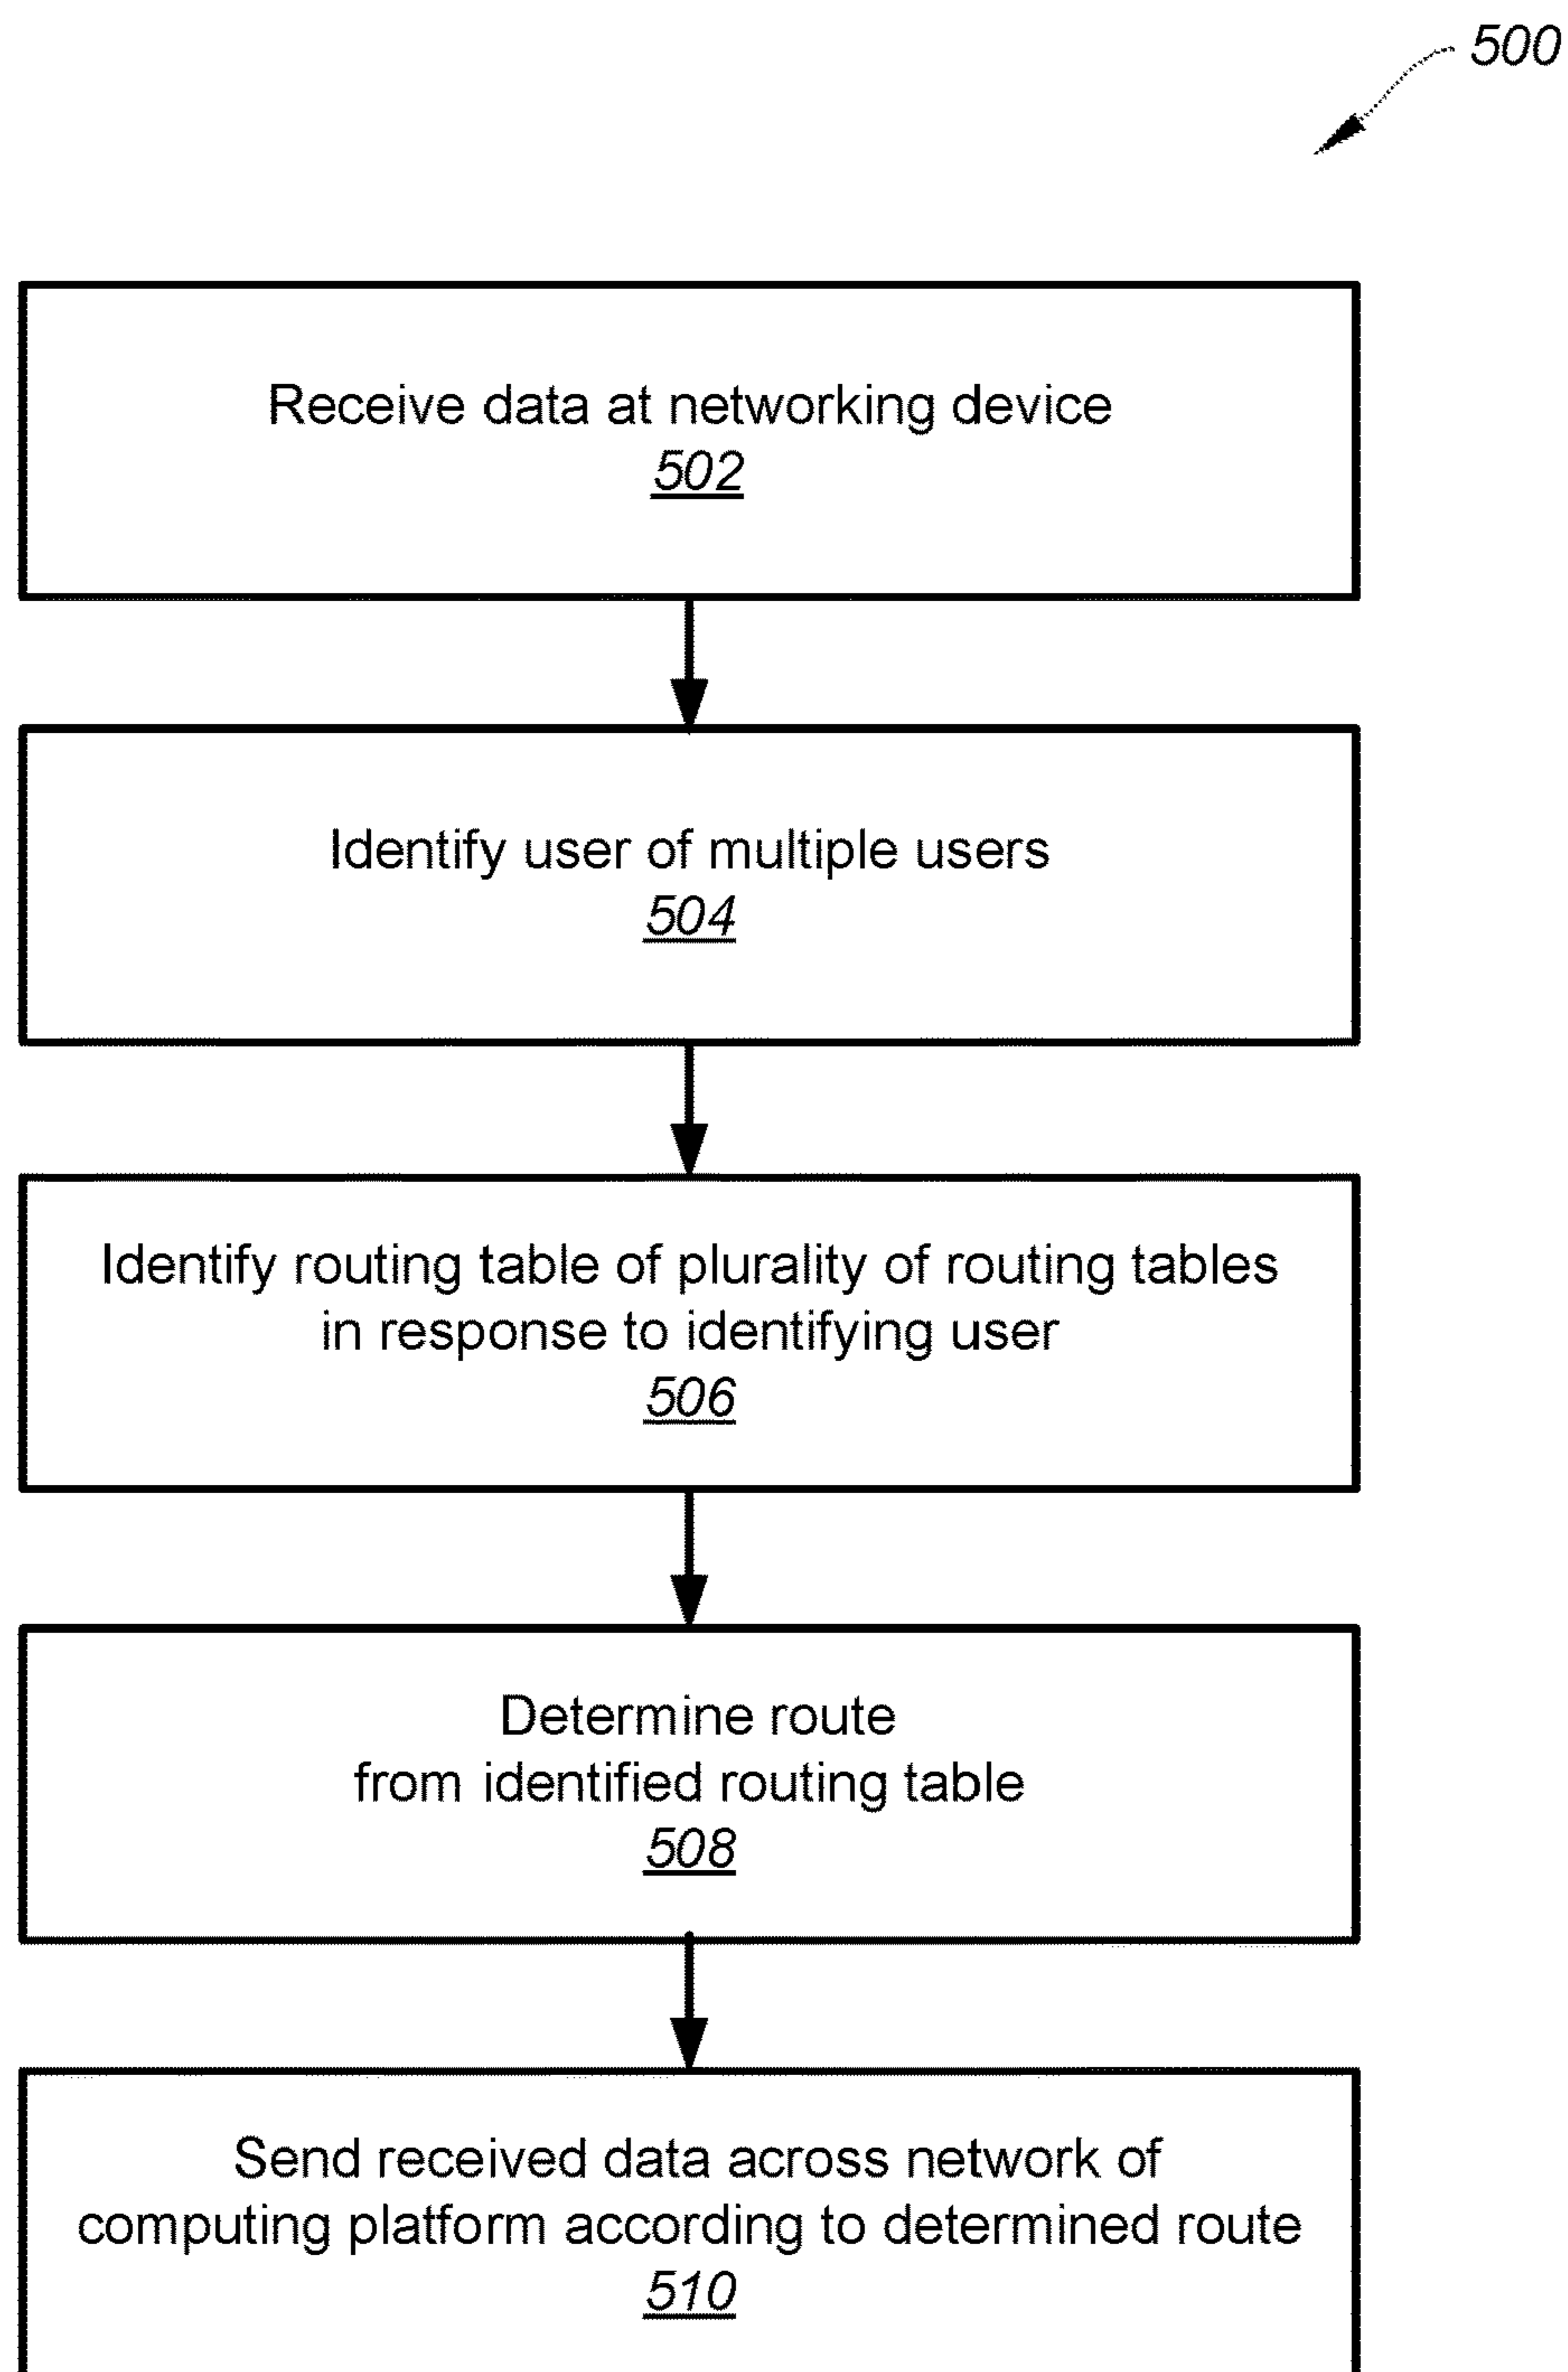 500
Receive data at networking device
502
Identify user of multiple users
504
Identify routing table of plurality of routing tables
in response to identifying user
506
Determine route
from identified routing table
508
Send received data across network of
computing platform according to determined route
510